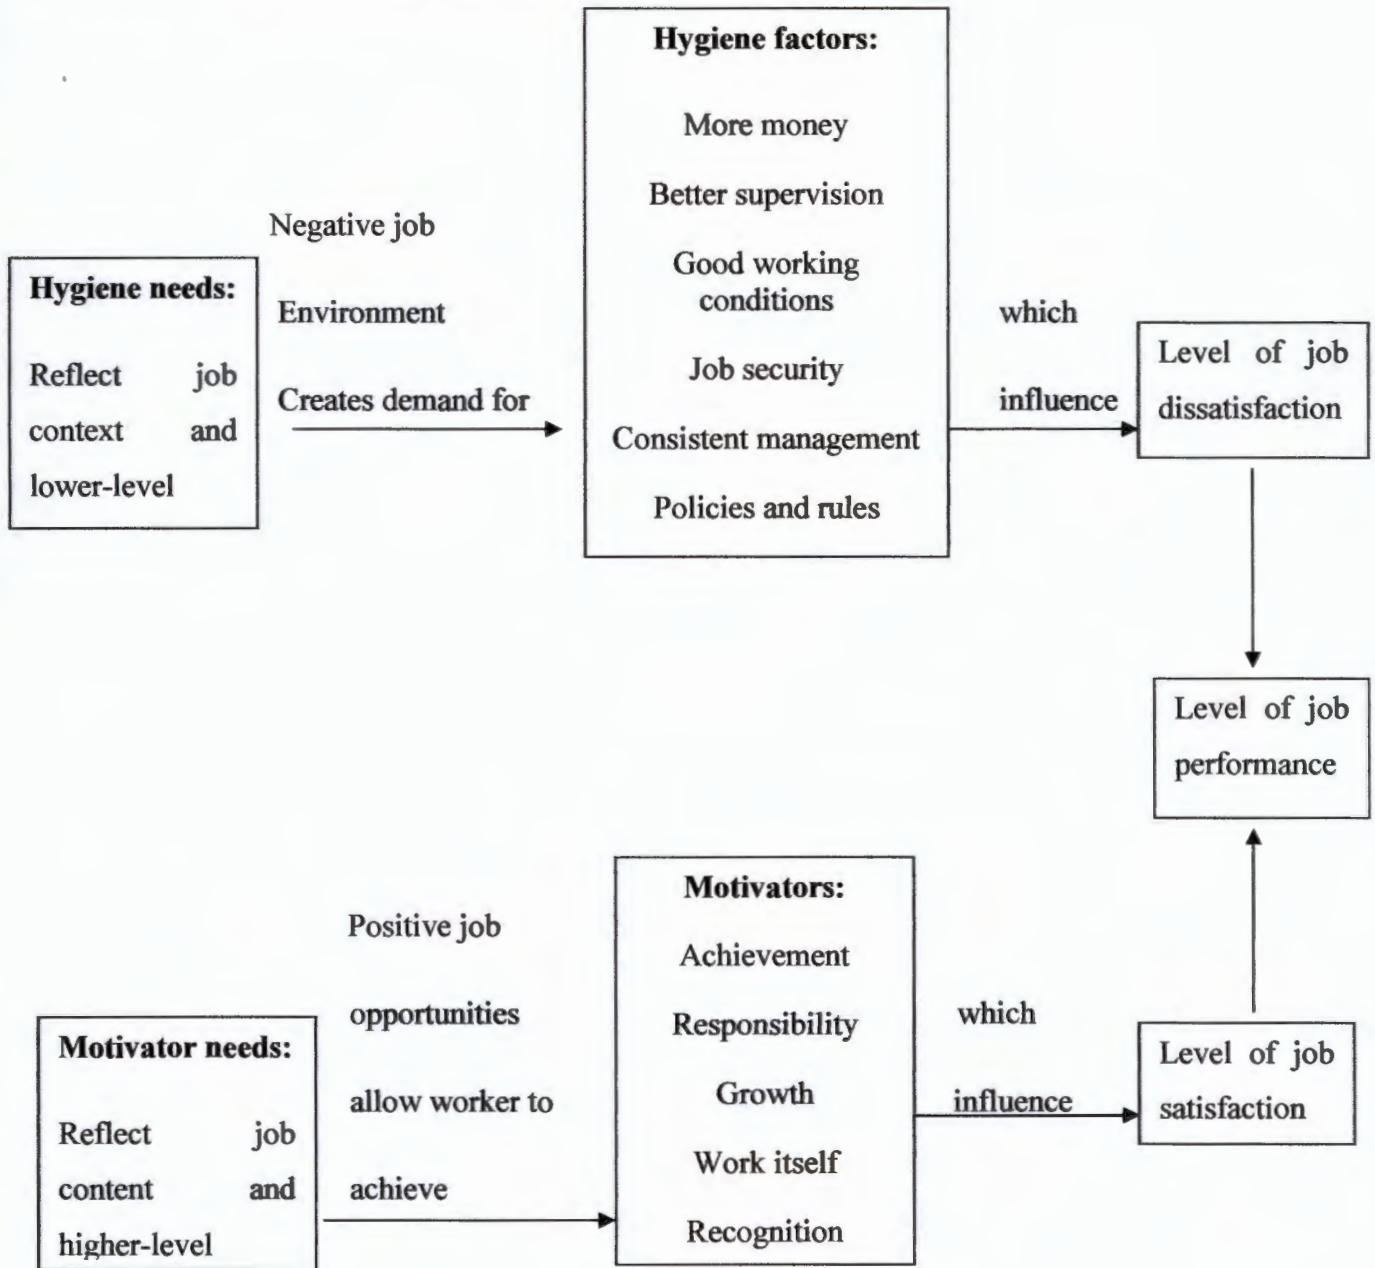 Hygiene factors:
More money
Better supervision
Good working
conditions
Job security
Consistent management
Policies and rules
Negative job
Environment
Creates demand for
Hygiene needs:
Reflect job
context and
lower-level
which
influence
Level of job
dissatisfaction
Level of job
performance
Motivators:
Achievement
Responsibility
Growth
Work itself
Recognition
Positive job
opportunities
allow worker to
achieve
Motivator needs:
Reflect job
content and
higher-level
which
influence
Level of job
satisfaction